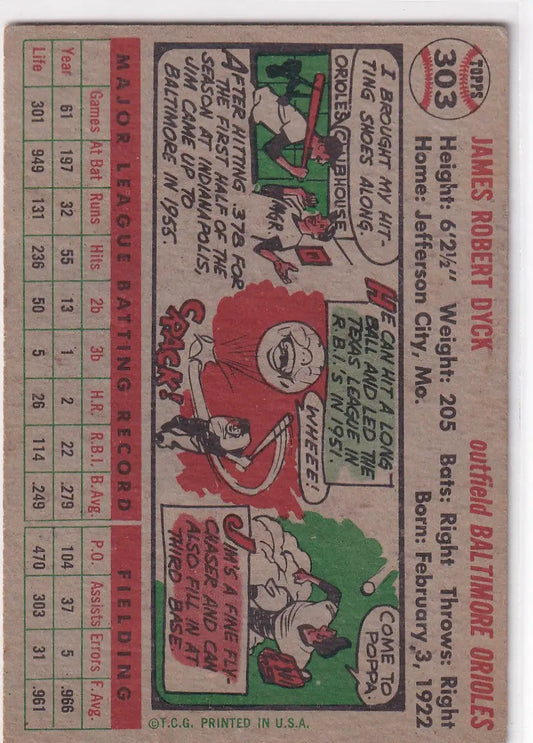 TOPPS
303
JAMES ROBERT DYCK outfield BALTIMORE ORIOLES
Height: 6'2½" Weight: 205 Bats: Right Throws: Right
Home: Jefferson City, Mo. Born: February 3, 1922
I BROUGHT MY HIT-
TING SHOES ALONG.
ORIOLES CLUBHOUSE
MGR
AFTER HITTING .378 FOR
THE FIRST HALF OF THE
SEASON AT INDIANAPOLIS,
JIM CAME UP TO
BALTIMORE IN 1955.
HE CAN HIT A LONG
BALL AND LED THE
TEXAS LEAGUE IN
R.B.I.'S IN 1951.
WHEEE!
CRACK!
COME TO
POPPA.
JIM'S A FINE FLY-
CHASER AND CAN
ALSO FILL IN AT
THIRD BASE
MAJOR LEAGUE BATTING RECORD FIELDING
Games At Bat Runs Hits 2b 3b H.R. R.B.I. B.Avg. P.O. Assists Errors F.Avg.
Year 61 197 32 55 13 1 2 22 .279 104 37 5 .966
Life 301 949 131 236 50 5 26 114 .249 470 303 31 .961
©T.C.G. PRINTED IN U.S.A.